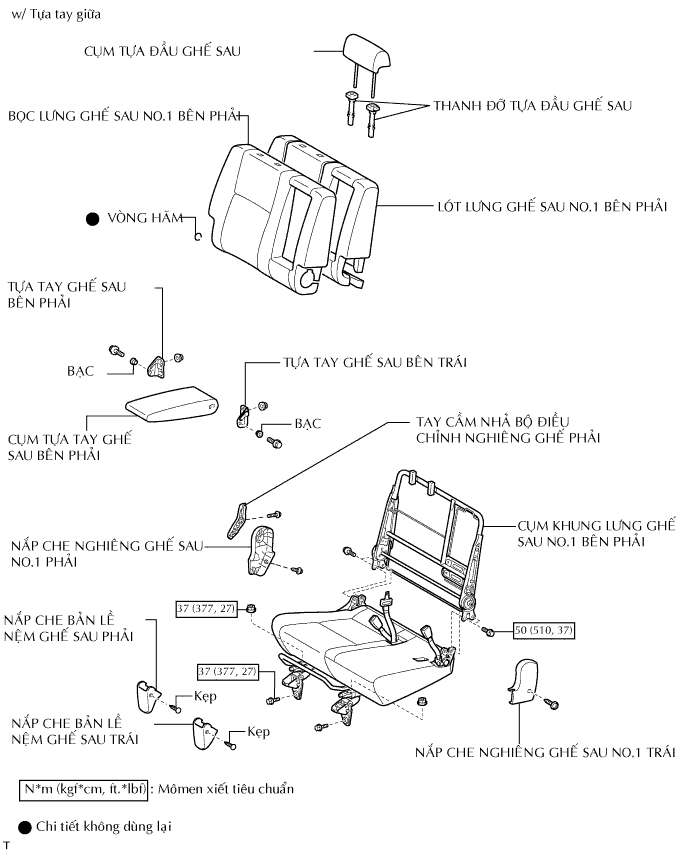 w/ Tựa tay giữa
CỤM TỰA ĐẦU GHẾ SAU
THANH ĐỠ TỰA ĐẦU GHẾ SAU
BỌC LƯNG GHẾ SAU NO.1 BÊN PHẢI
LÓT LƯNG GHẾ SAU NO.1 BÊN PHẢI
VÒNG HÃM
TỰA TAY GHẾ SAU
BÊN PHẢI
BẠC
TỰA TAY GHẾ SAU BÊN TRÁI
BẠC
CỤM TỰA TAY GHẾ
SAU BÊN PHẢI
TAY CẦM NHẢ BỘ ĐIỀU
CHỈNH NGHIÊNG GHẾ PHẢI
CỤM KHUNG LƯNG GHẾ
SAU NO.1 BÊN PHẢI
NẮP CHE NGHIÊNG GHẾ SAU
NO.1 PHẢI
37 (377, 27)
50 (510, 37)
NẮP CHE BẢN LỀ
NỆM GHẾ SAU PHẢI
37 (377, 27)
Kẹp
NẮP CHE BẢN LỀ
NỆM GHẾ SAU TRÁI
Kẹp
NẮP CHE NGHIÊNG GHẾ SAU NO.1 TRÁI
N*m (kgf*cm, ft.*lbf) : Mômen xiết tiêu chuẩn
Chi tiết không dùng lại
T